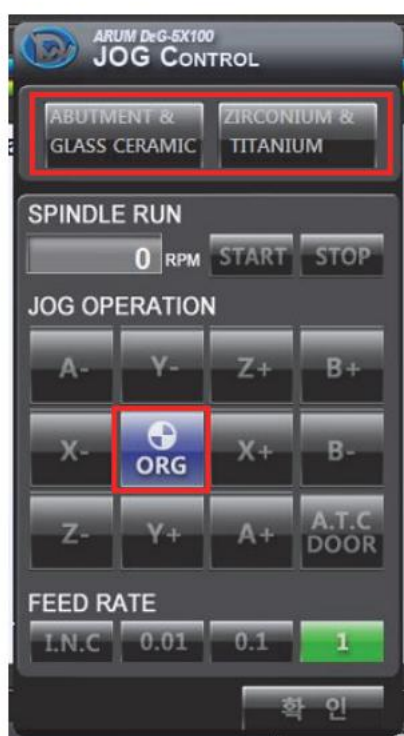 ARUM DEG-5X100
JOG CONTROL
ABUTMENT & GLASS CERAMIC
ZIRCONIUM & TITANIUM
SPINDLE RUN
0 RPM START STOP
JOG OPERATION
A- Y- Z+ B+
X- ORG X+ B-
Z- Y+ A+ A.T.C DOOR
FEED RATE
I.N.C 0.01 0.1 1
확 인